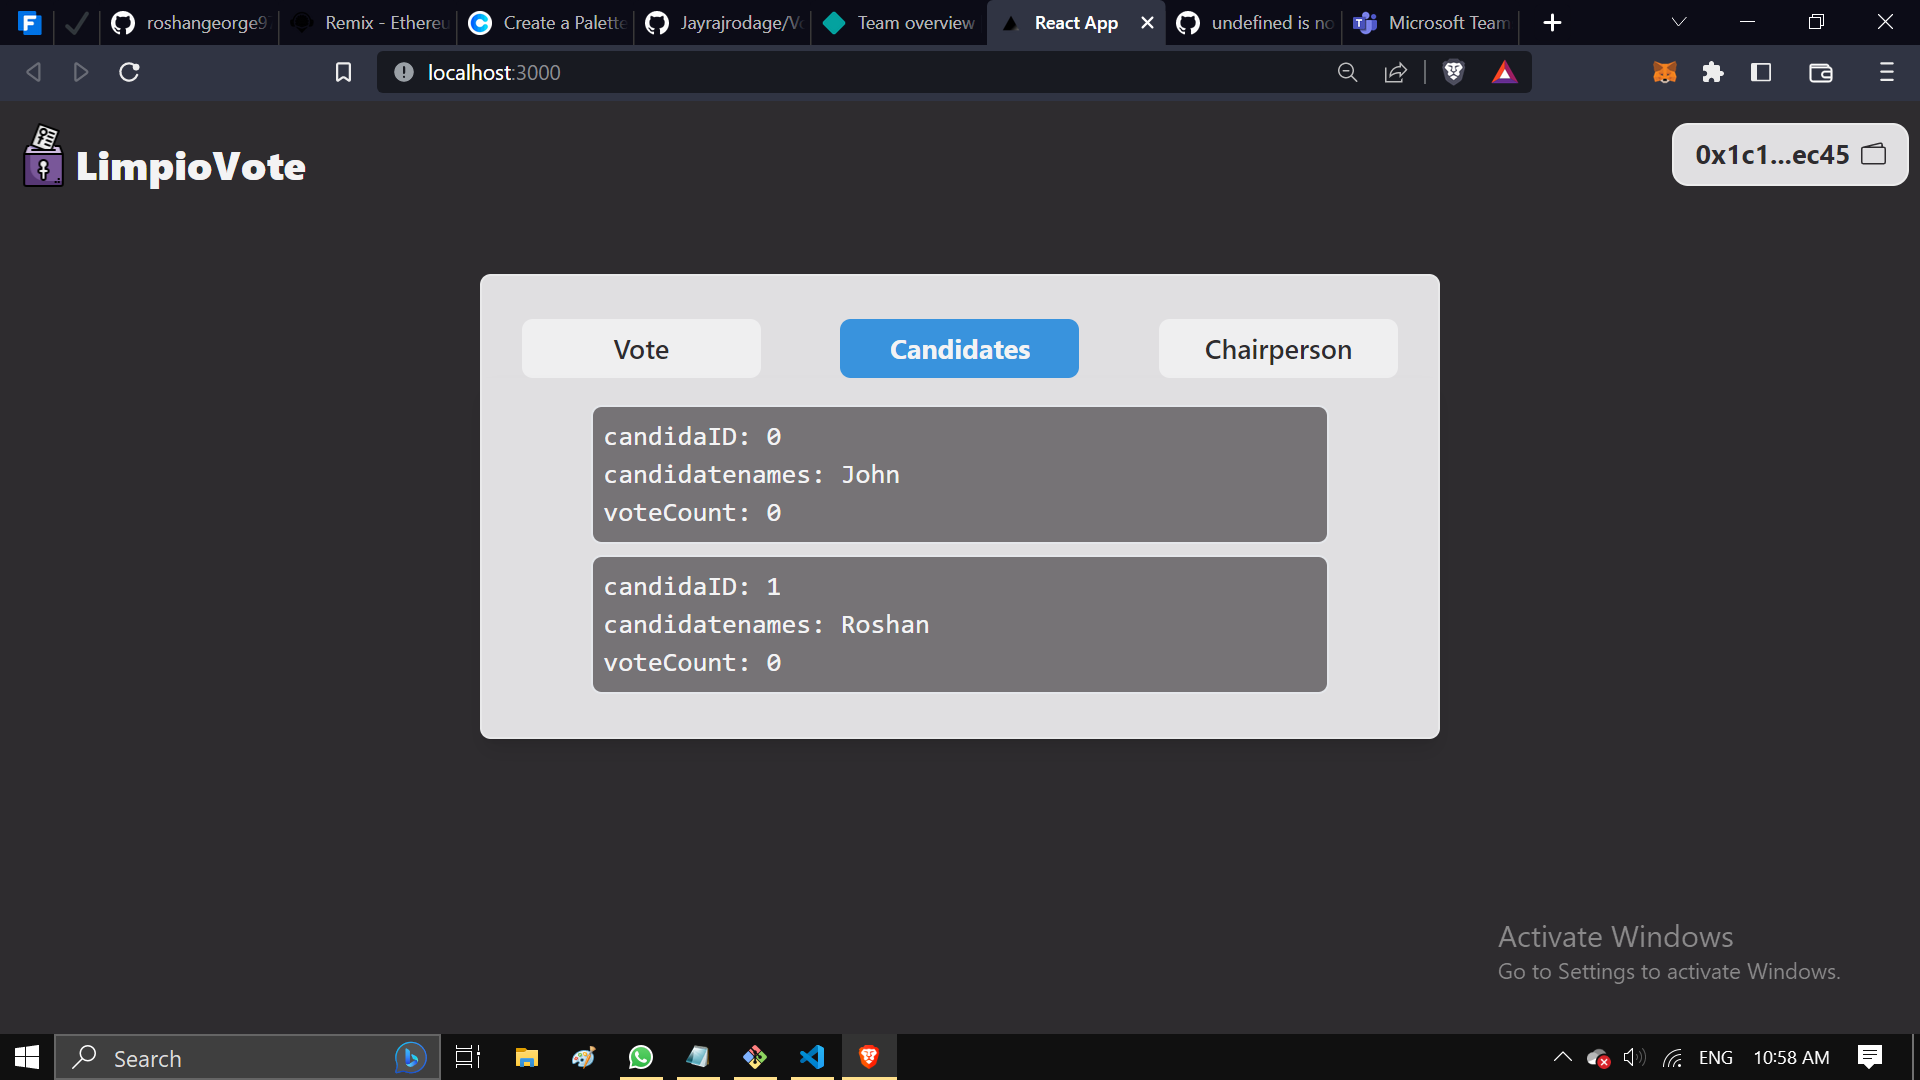 roshangeorge97
Remix - Ethereu
Create a Palette
Jayrajrodage/Vo
Team overview
React App
undefined is no
Microsoft Team
localhost:3000
LimpioVote
0x1c1...ec45
Vote
Candidates
Chairperson
candidaID: 0
candidatenames: John
voteCount: 0
candidaID: 1
candidatenames: Roshan
voteCount: 0
Activate Windows
Go to Settings to activate Windows.
Search
ENG
10:58 AM